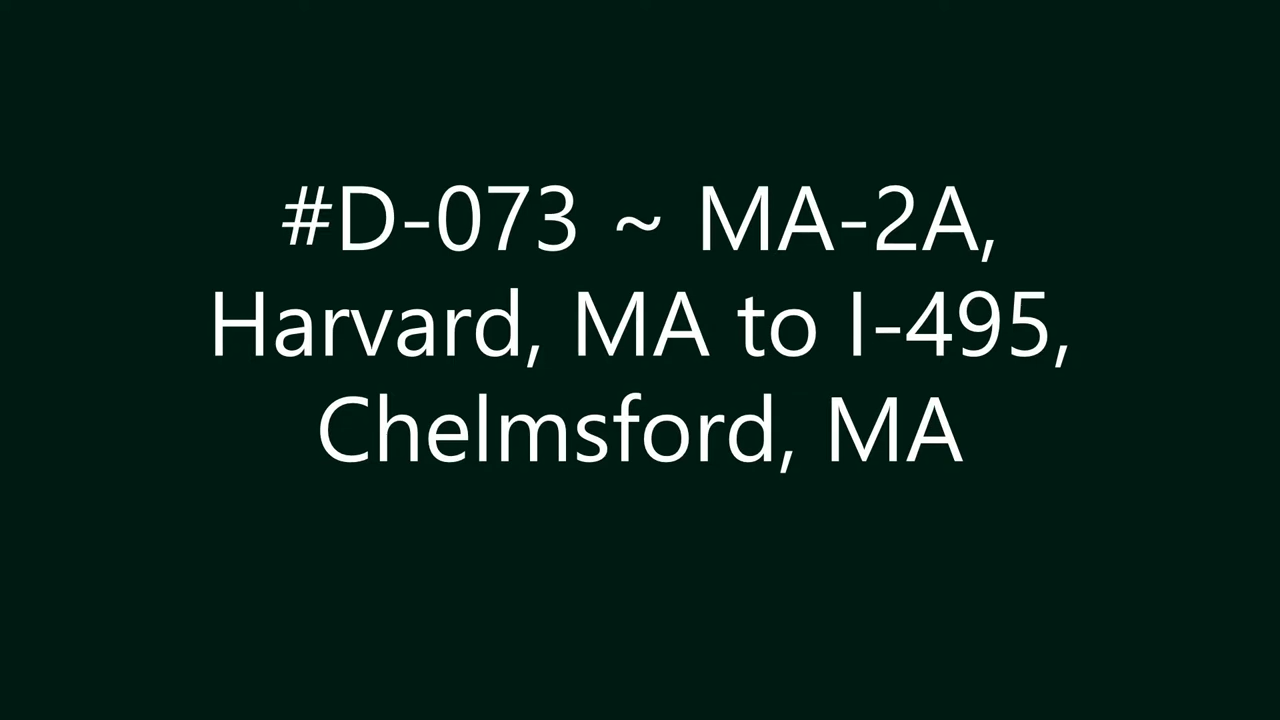 #D-073 ~ MA-2A,
Harvard, MA to I-495,
Chelmsford, MA